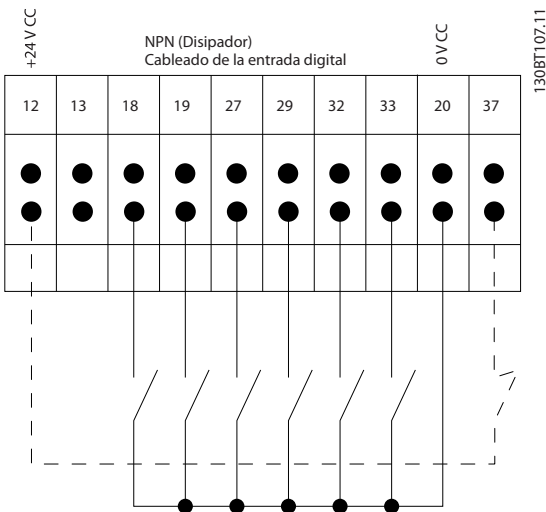 +24 V CC
NPN (Disipador)
Cableado de la entrada digital
0 V CC
130BT107.11
12 13 18 19 27 29 32 33 20 37